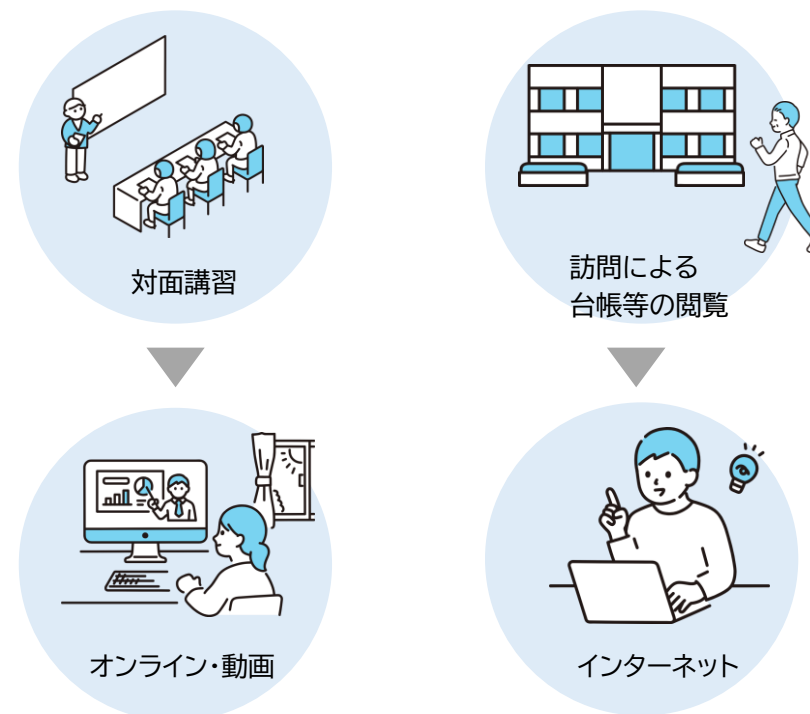 対面講習
訪問による
台帳等の閲覧
オンライン・動画
インターネット